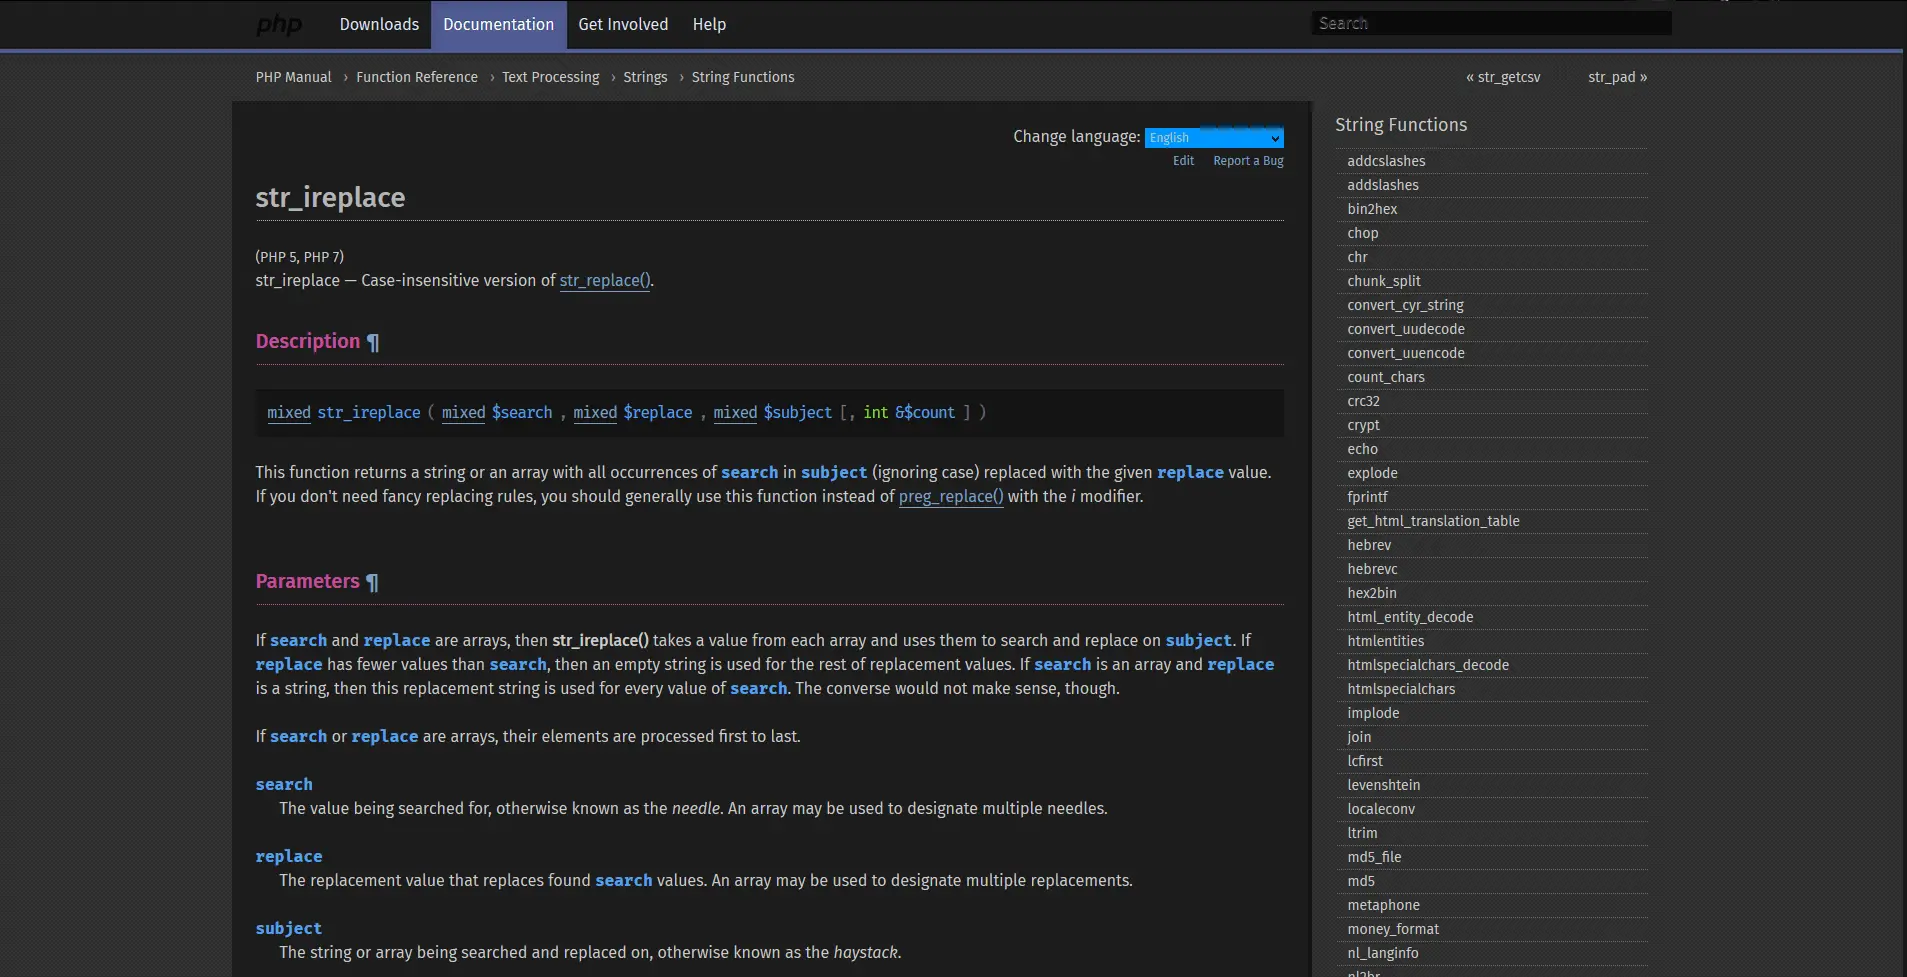 php Downloads Documentation Get Involved Help Search
PHP Manual › Function Reference › Text Processing › Strings › String Functions « str_getcsv str_pad »
Change language: English
Edit Report a Bug
str_ireplace
(PHP 5, PHP 7)
str_ireplace — Case-insensitive version of str_replace().
Description ¶
mixed str_ireplace ( mixed $search , mixed $replace , mixed $subject [, int &$count ] )
This function returns a string or an array with all occurrences of search in subject (ignoring case) replaced with the given replace value.
If you don't need fancy replacing rules, you should generally use this function instead of preg_replace() with the i modifier.
Parameters ¶
If search and replace are arrays, then str_ireplace() takes a value from each array and uses them to search and replace on subject. If
replace has fewer values than search, then an empty string is used for the rest of replacement values. If search is an array and replace
is a string, then this replacement string is used for every value of search. The converse would not make sense, though.
If search or replace are arrays, their elements are processed first to last.
search
The value being searched for, otherwise known as the needle. An array may be used to designate multiple needles.
replace
The replacement value that replaces found search values. An array may be used to designate multiple replacements.
subject
The string or array being searched and replaced on, otherwise known as the haystack.
String Functions
addcslashes
addslashes
bin2hex
chop
chr
chunk_split
convert_cyr_string
convert_uudecode
convert_uuencode
count_chars
crc32
crypt
echo
explode
fprintf
get_html_translation_table
hebrev
hebrevc
hex2bin
html_entity_decode
htmlentities
htmlspecialchars_decode
htmlspecialchars
implode
join
lcfirst
levenshtein
localeconv
ltrim
md5_file
md5
metaphone
money_format
nl_langinfo